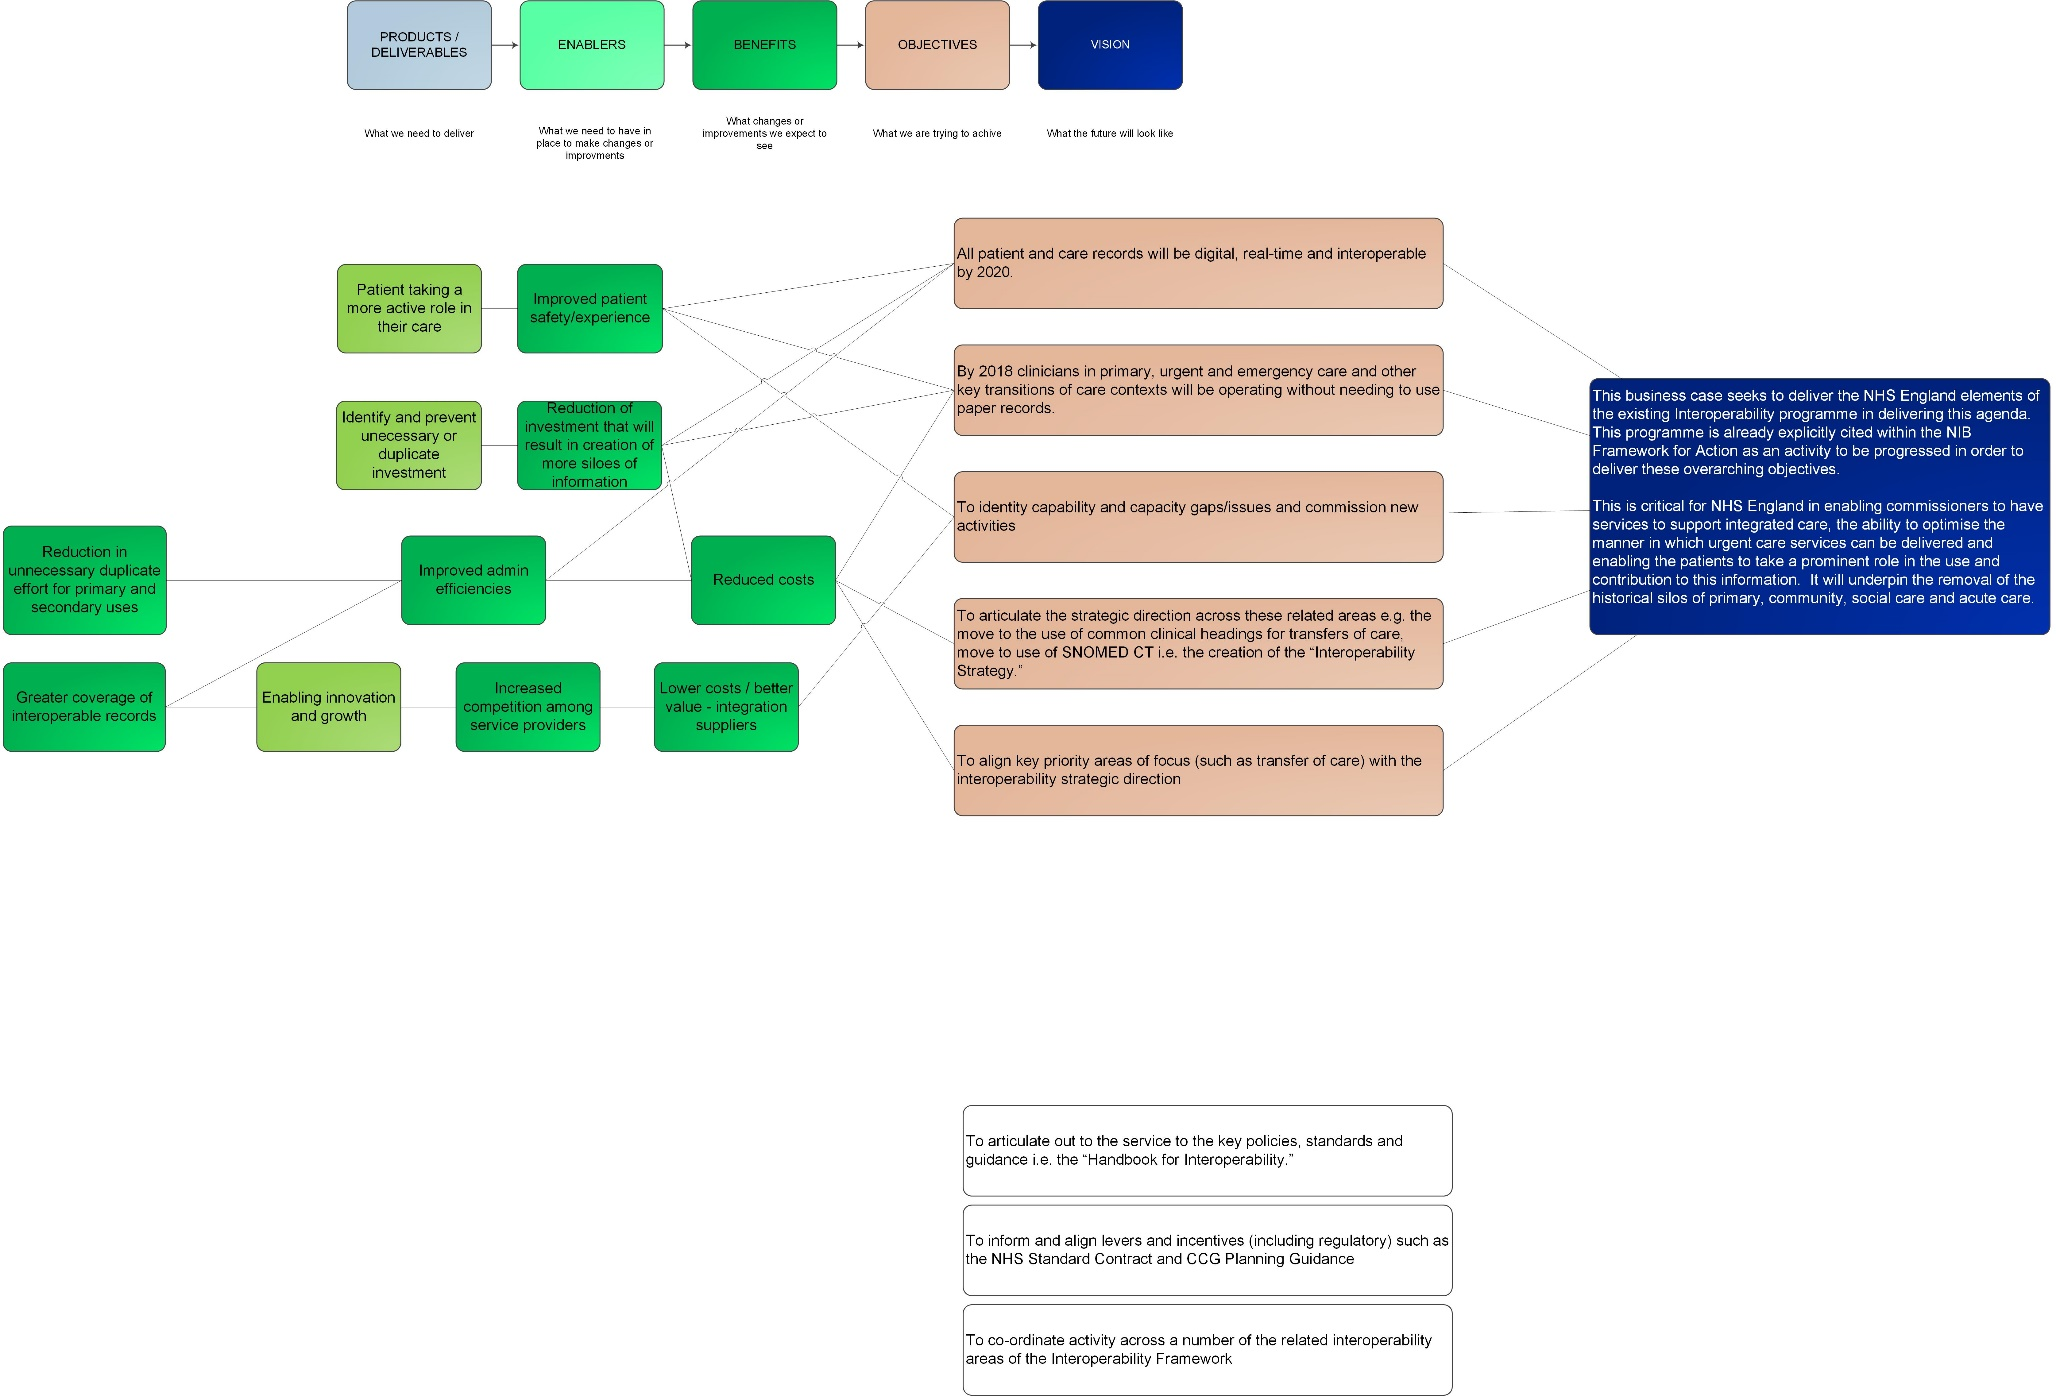 PRODUCTS /
DELIVERABLES
ENABLERS
BENEFITS
OBJECTIVES
VISION
What we need to deliver
What we need to have in
place to make changes or
improvments
What changes or
improvements we expect to
see
What we are trying to achive
What the future will look like
All patient and care records will be digital, real-time and interoperable
by 2020.
Patient taking a
more active role in
their care
Improved patient
safety/experience
By 2018 clinicians in primary, urgent and emergency care and other
key transitions of care contexts will be operating without needing to use
paper records.
This business case seeks to deliver the NHS England elements of
the existing Interoperability programme in delivering this agenda.
This programme is already explicitly cited within the NIB
Framework for Action as an activity to be progressed in order to
deliver these overarching objectives.
This is critical for NHS England in enabling commissioners to have
services to support integrated care, the ability to optimise the
manner in which urgent care services can be delivered and
enabling the patients to take a prominent role in the use and
contribution to this information.  It will underpin the removal of the
historical silos of primary, community, social care and acute care.
Identify and prevent
unecessary or
duplicate
investment
Reduction of
investment that will
result in creation of
more siloes of
information
To identity capability and capacity gaps/issues and commission new
activities
Reduction in
unnecessary duplicate
effort for primary and
secondary uses
Improved admin
efficiencies
Reduced costs
To articulate the strategic direction across these related areas e.g. the
move to the use of common clinical headings for transfers of care,
move to use of SNOMED CT i.e. the creation of the “Interoperability
Strategy.”
Greater coverage of
interoperable records
Enabling innovation
and growth
Increased
competition among
service providers
Lower costs / better
value - integration
suppliers
To align key priority areas of focus (such as transfer of care) with the
interoperability strategic direction
To articulate out to the service to the key policies, standards and
guidance i.e. the “Handbook for Interoperability.”
To inform and align levers and incentives (including regulatory) such as
the NHS Standard Contract and CCG Planning Guidance
To co-ordinate activity across a number of the related interoperability
areas of the Interoperability Framework